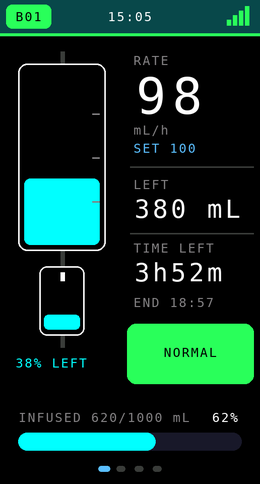 B01
15:05
RATE
98
mL/h
SET 100
LEFT
380 mL
TIME LEFT
3h52m
END 18:57
38% LEFT
NORMAL
INFUSED 620/1000 mL 62%